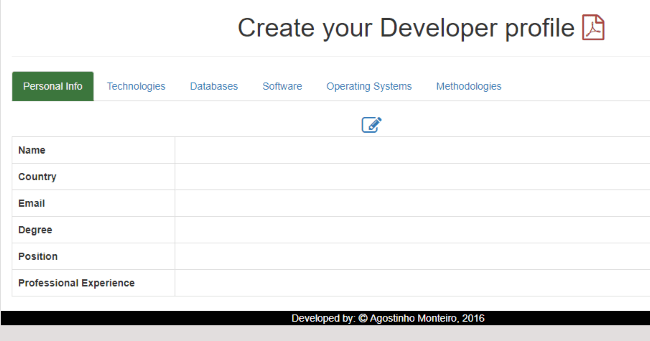 Create your Developer profile
Personal Info Technologies Databases Software Operating Systems Methodologies
Name
Country
Email
Degree
Position
Professional Experience
Developed by: © Agostinho Monteiro, 2016